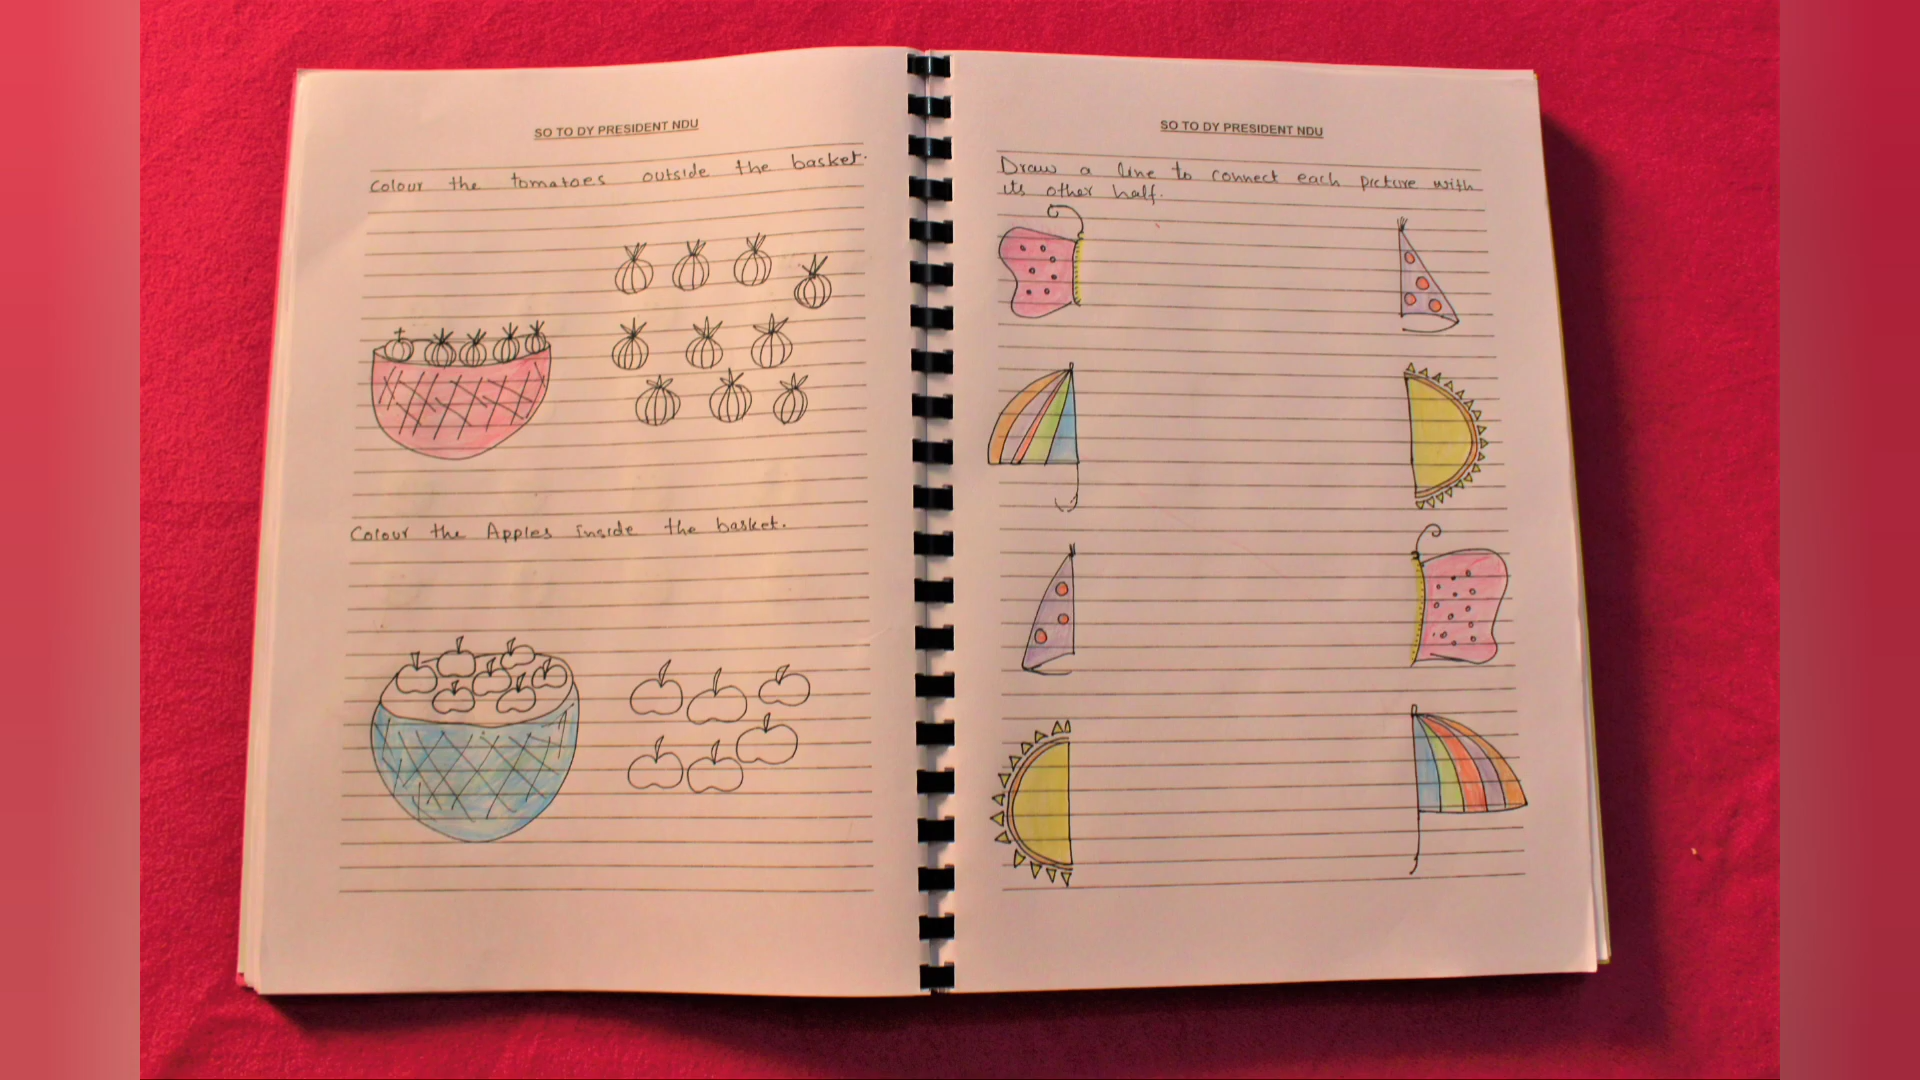 SO TO DY PRESIDENT NDU
Colour the tomatoes outside the basket.
Colour the Apples inside the basket.
SO TO DY PRESIDENT NDU
Draw a line to connect each picture with
its other half.